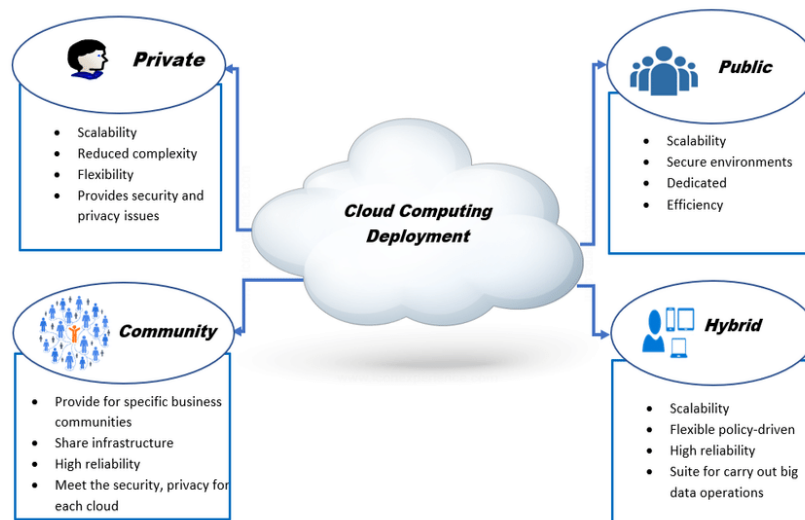 Private
• Scalability
• Reduced complexity
• Flexibility
• Provides security and
privacy issues
Public
• Scalability
• Secure environments
• Dedicated
• Efficiency
Cloud Computing
Deployment
Community
• Provide for specific business
communities
• Share infrastructure
• High reliability
• Meet the security, privacy for
each cloud
Hybrid
• Scalability
• Flexible policy-driven
• High reliability
• Suite for carry out big
data operations